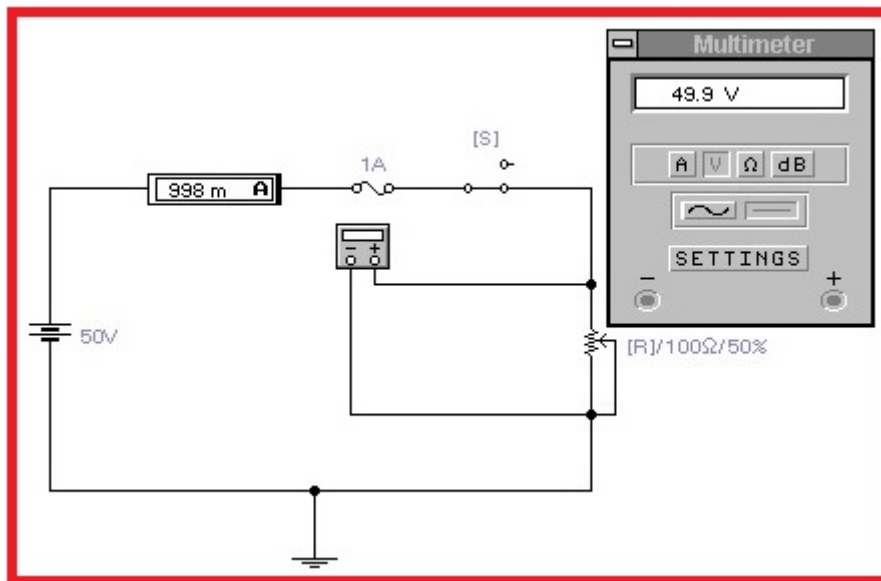 Multimeter
49.9 V
A V Ω dB
SETTINGS
- +
[S]
1A
998 m A
- +
50V
[R]/100Ω/50%